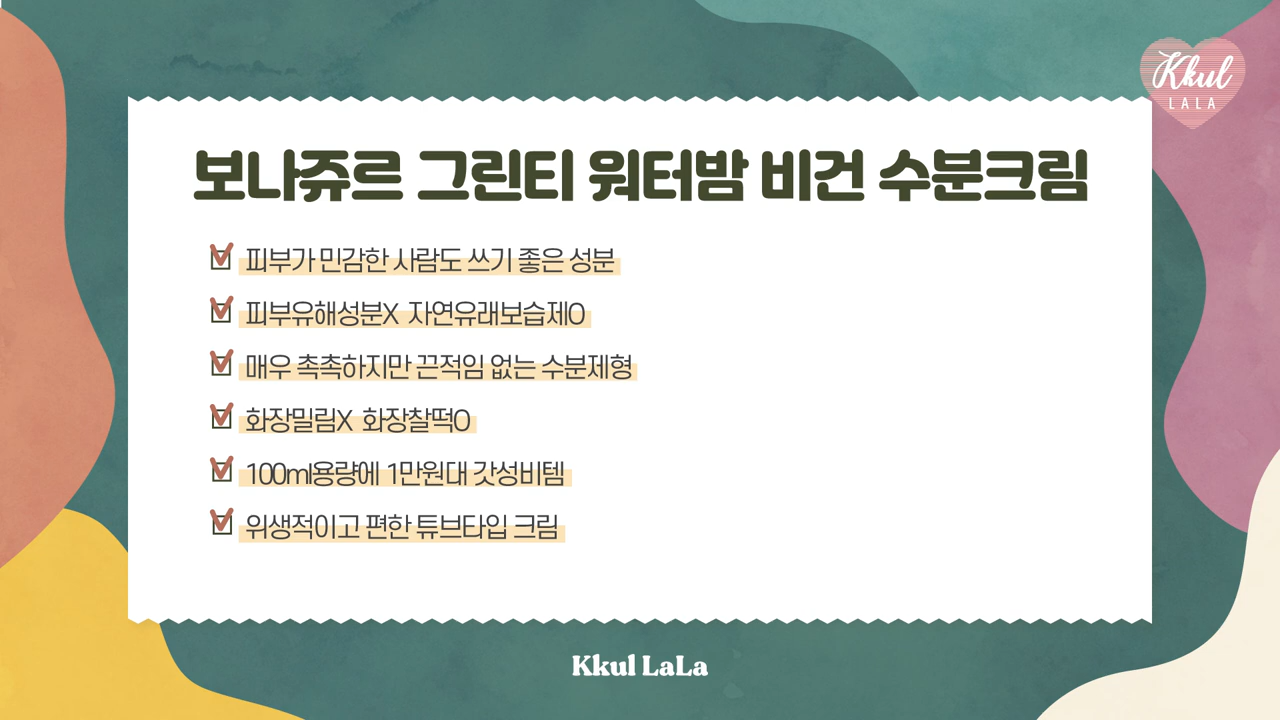 Kkul
LALA
보나쥬르 그린티 워터밤 비건 수분크림
피부가 민감한 사람도 쓰기 좋은 성분
피부유해성분X 자연유래보습제O
매우 촉촉하지만 끈적임 없는 수분제형
화장밀림X 화장찰떡O
100ml용량에 1만원대 갓성비템
위생적이고 편한 튜브타입 크림
Kkul LaLa